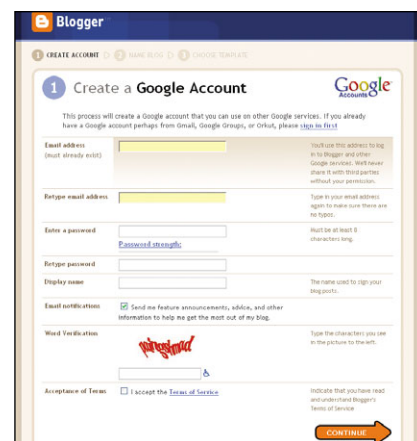 Blogger
1 CREATE ACCOUNT 2 NAME BLOG 3 CHOOSE TEMPLATE
1 Create a Google Account
Google
Accounts
This process will create a Google account that you can use on other Google services. If you already
have a Google account perhaps from Gmail, Google Groups, or Orkut, please sign in first
Email address
(must already exist)
You'll use this address to log
in to Blogger and other
Google services. We'll never
share it with third parties
without your permission.
Retype email address
Type in your email address
again to make sure there are
no typos.
Enter a password
Password strength:
Must be at least 8
characters long.
Retype password
Display name
The name used to sign your
blog posts.
Email notifications
Send me feature announcements, advice, and other
information to help me get the most out of my blog.
Word Verification
Type the characters you see
in the picture to the left.
Acceptance of Terms
I accept the Terms of Service
Indicate that you have read
and understand Blogger's
Terms of Service
CONTINUE